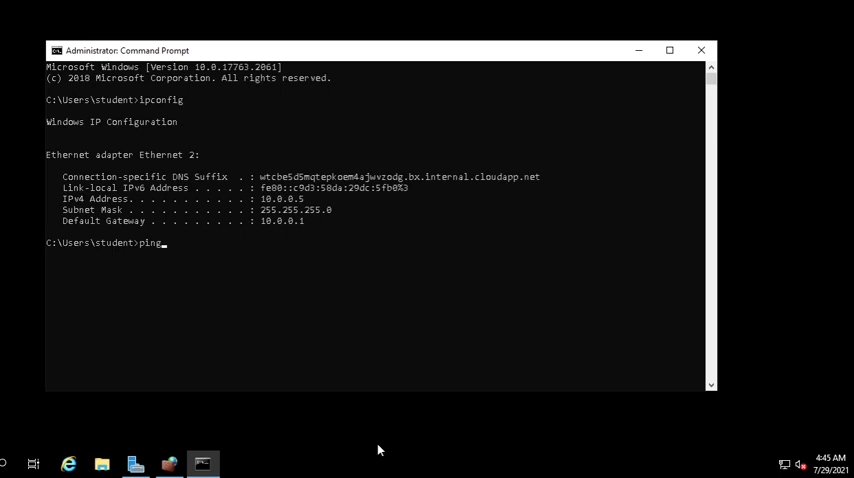 Administrator: Command Prompt
Microsoft Windows [Version 10.0.17763.2061]
(c) 2018 Microsoft Corporation. All rights reserved.
C:\Users\student>ipconfig
Windows IP Configuration
Ethernet adapter Ethernet 2:
Connection-specific DNS Suffix . : wtcbe5d5mqtepkoem4ajwvzodg.bx.internal.cloudapp.net
Link-local IPv6 Address . . . . . : fe80::c9d3:58da:29dc:5fb0%3
IPv4 Address. . . . . . . . . . . : 10.0.0.5
Subnet Mask . . . . . . . . . . . : 255.255.255.0
Default Gateway . . . . . . . . . : 10.0.0.1
C:\Users\student>ping_
4:45 AM
7/29/2021